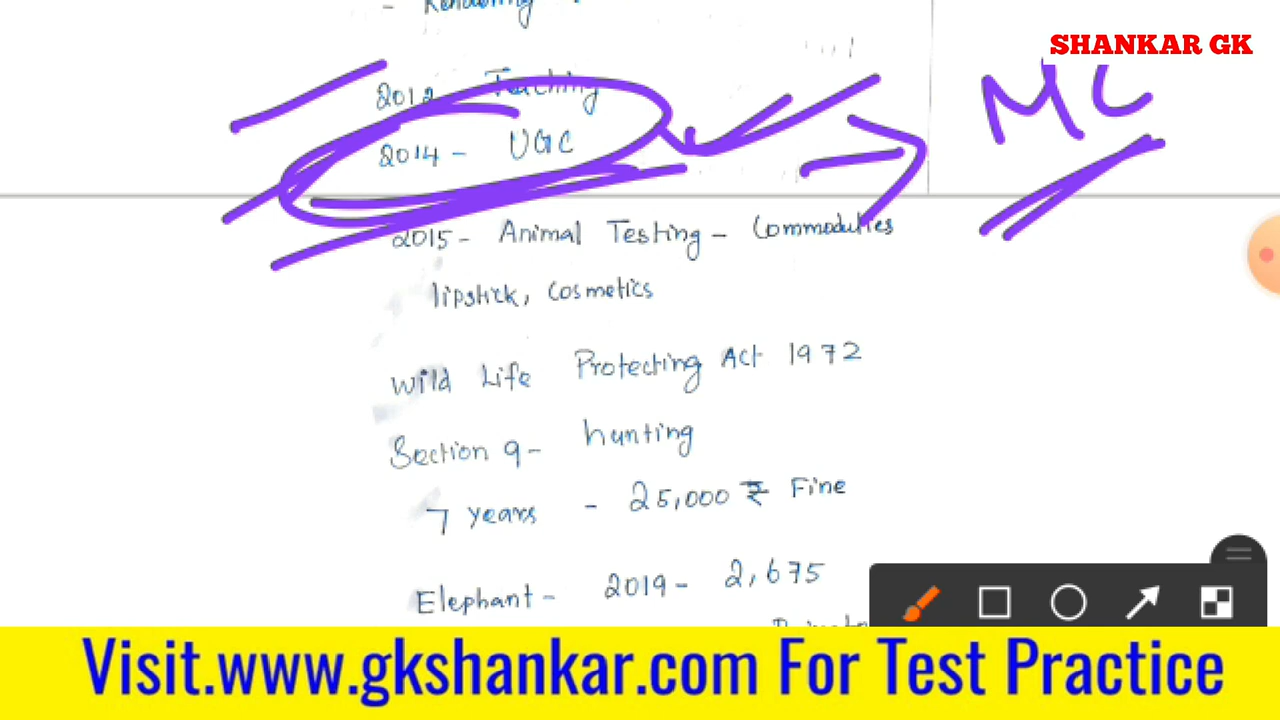 - Rendering
SHANKAR GK
2012 Teaching
2014 - UGC
MC
2015 - Animal Testing - Commodities
lipstick, Cosmetics
Wild Life Protecting Act 1972
Section 9 - hunting
7 years - 25,000 ₹ Fine
Elephant - 2019 - 2,675
Visit.www.gkshankar.com For Test Practice